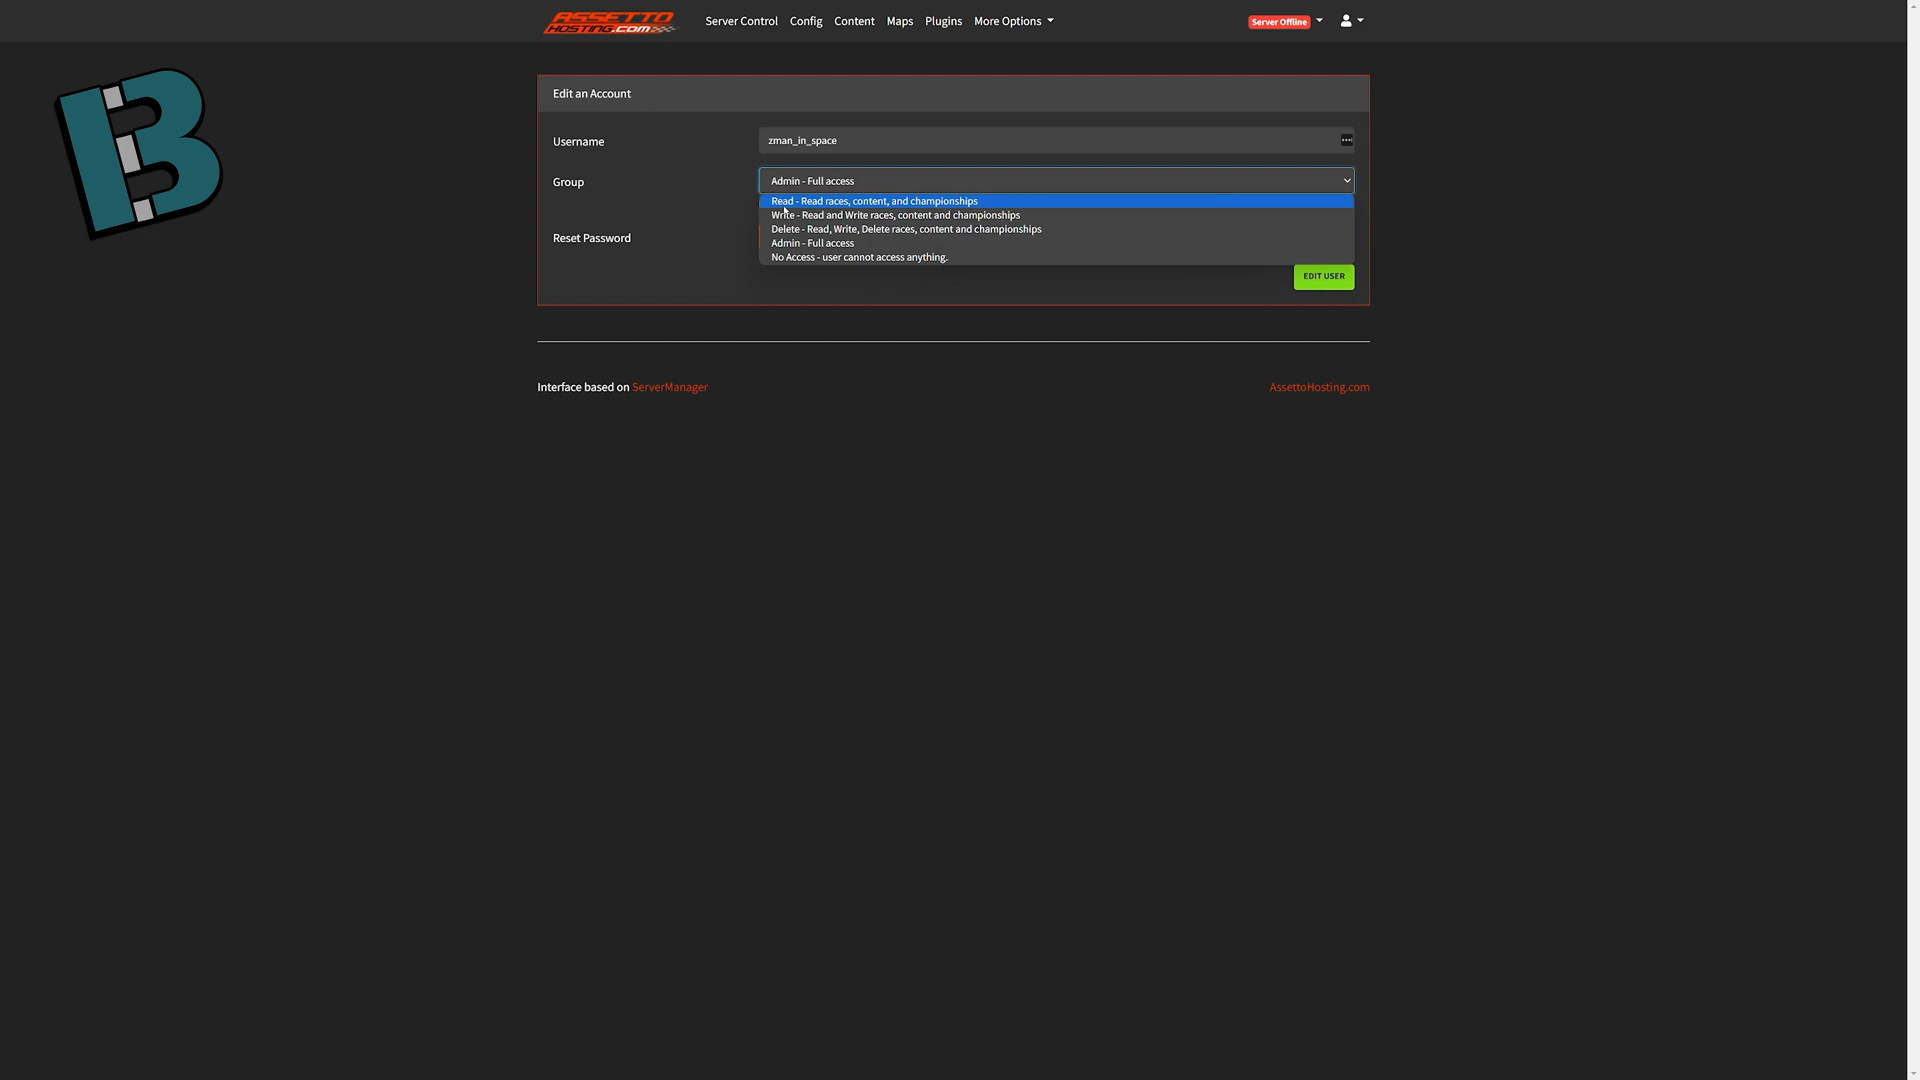 ASSETTO
HOSTING.COM
Server Control Config Content Maps Plugins More Options
Server Offline
B
Edit an Account
Username zman_in_space
Group Admin - Full access
Read - Read races, content, and championships
Write - Read and Write races, content and championships
Delete - Read, Write, Delete races, content and championships
Admin - Full access
No Access - user cannot access anything.
Reset Password
EDIT USER
Interface based on ServerManager
AssettoHosting.com